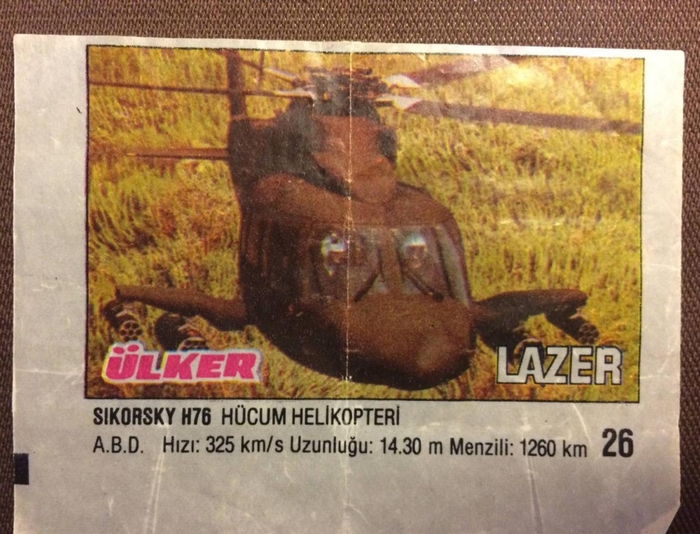 ÜLKER
LAZER
SIKORSKY H76 HÜCUM HELİKOPTERİ
A.B.D. Hızı: 325 km/s Uzunluğu: 14.30 m Menzili: 1260 km 26